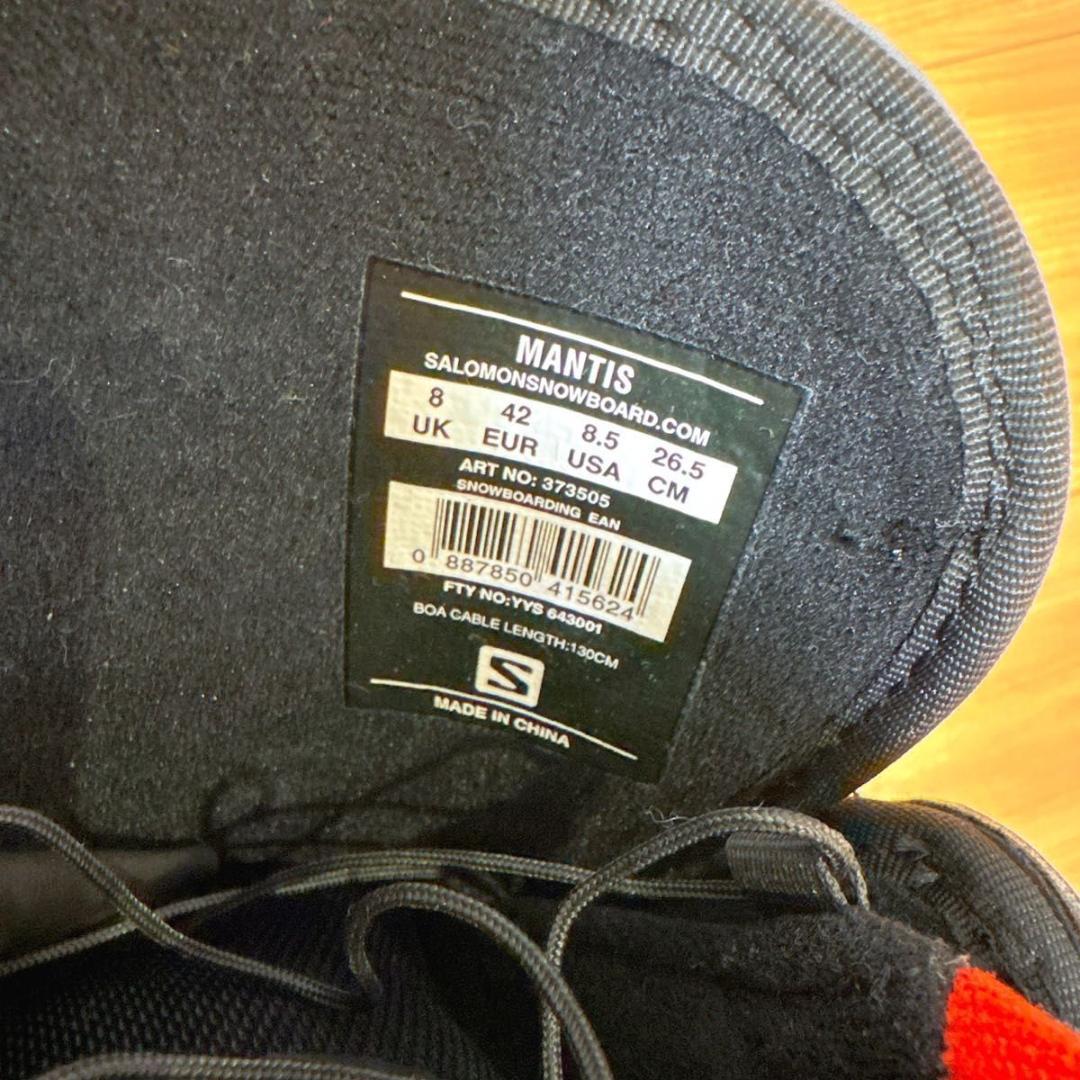 MANTIS
SALOMONSNOWBOARD.COM
8 42 8.5 26.5
UK EUR USA CM
ART NO: 373505
SNOWBOARDING EAN
0 887850 415624
FTY NO:YYS 643001
BOA CABLE LENGTH:130CM
S
MADE IN CHINA